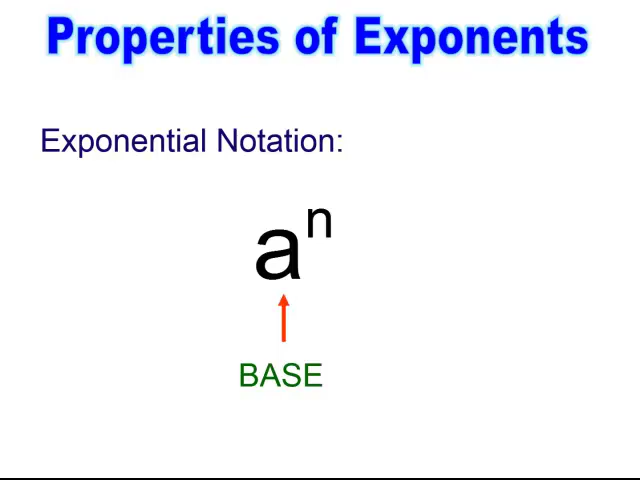 Properties of Exponents
Exponential Notation:
aⁿ
BASE